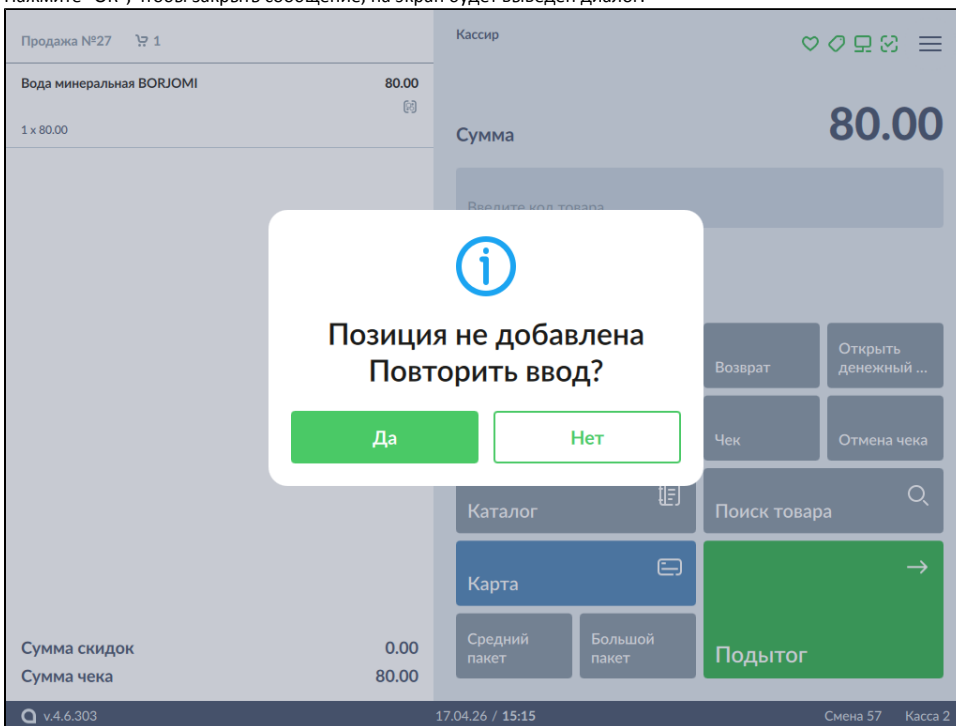 Нажмите "ОК", чтобы закрыть сообщение, на экран будет выведен диалог:
Продажа №27 1
Вода минеральная BORJOMI 80.00
1 x 80.00
Кассир
Сумма 80.00
Введите код товара
Позиция не добавлена
Повторить ввод?
Да Нет
Возврат
Открыть
денежный ...
Чек
Отмена чека
Каталог
Поиск товара
Карта
Средний
пакет
Большой
пакет
Подытог
Сумма скидок 0.00
Сумма чека 80.00
v.4.6.303 17.04.26 / 15:15 Смена 57 Касса 2